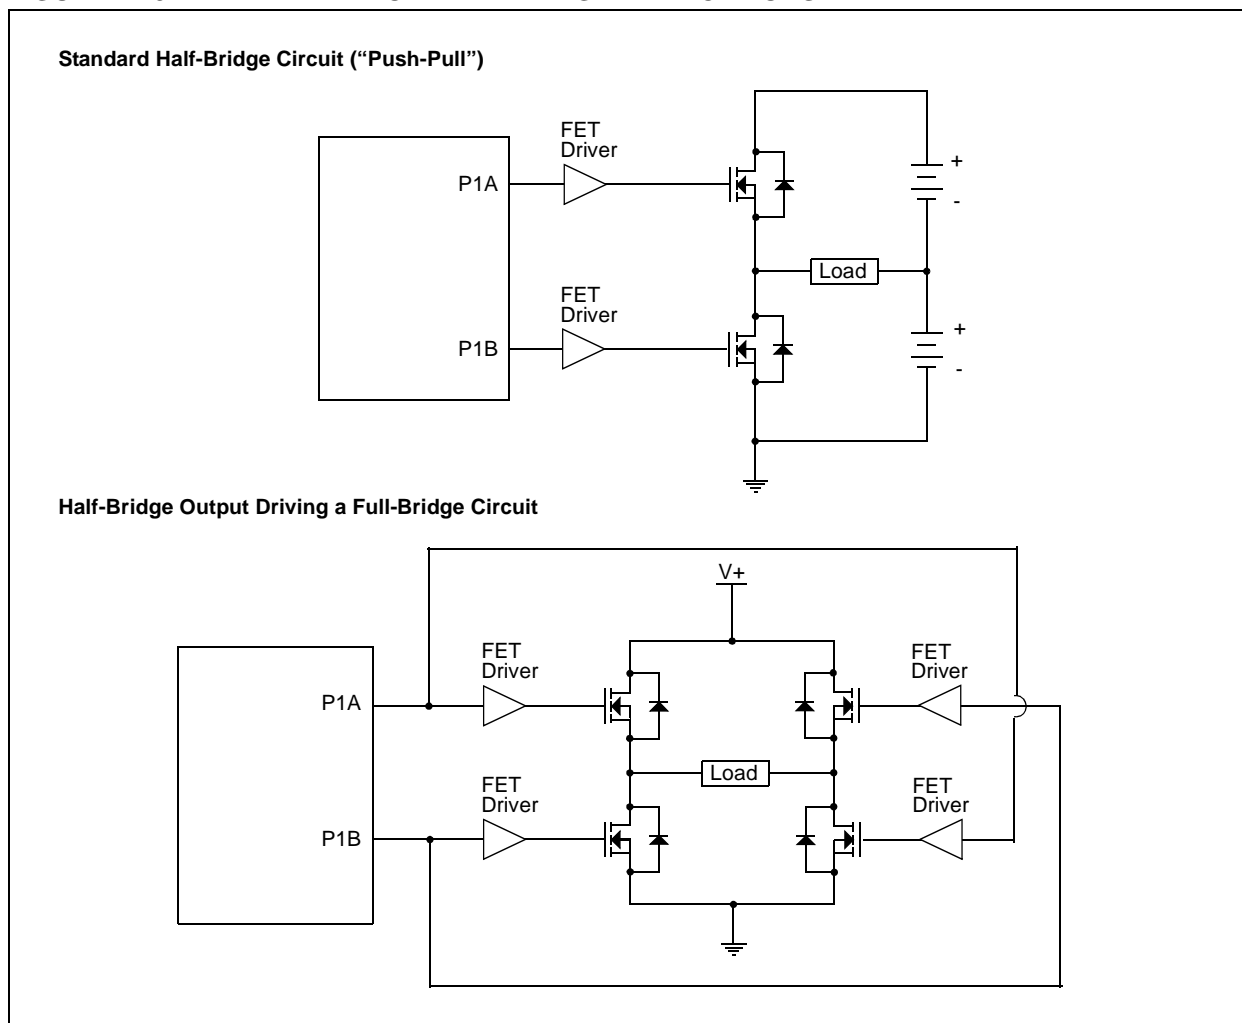 Standard Half-Bridge Circuit (“Push-Pull”)
FET
Driver
P1A
+
-
Load
FET
Driver
P1B
+
-
Half-Bridge Output Driving a Full-Bridge Circuit
V+
FET
Driver
FET
Driver
P1A
Load
FET
Driver
FET
Driver
P1B